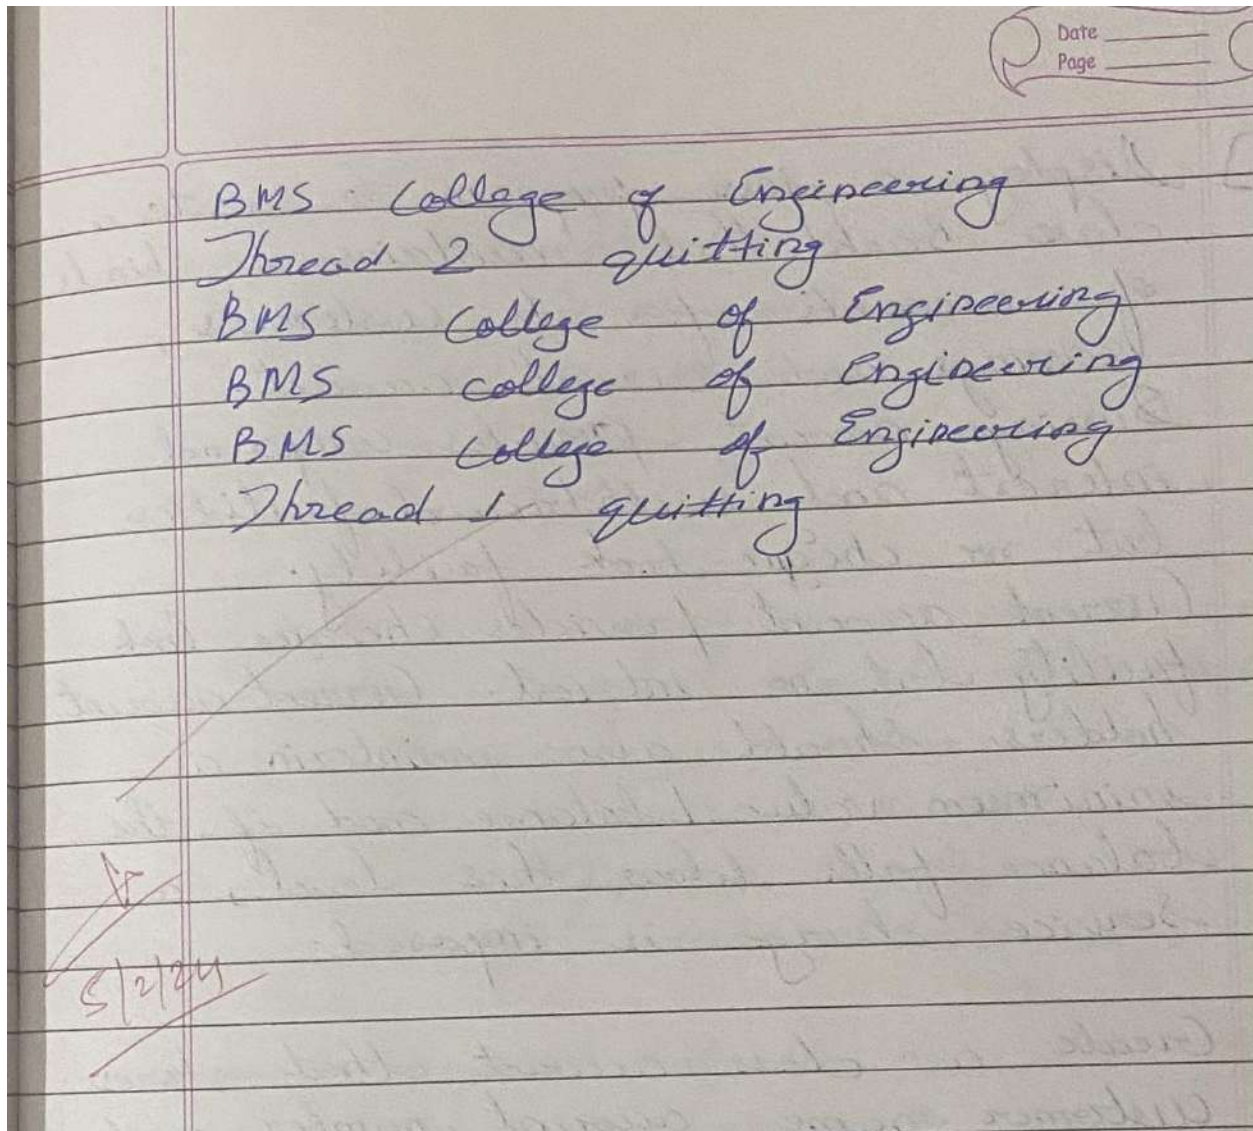 Date
Page
BMS College of Engineering
Thread 2 quitting
BMS College of Engineering
BMS college of Engineering
BMS College of Engineering
Thread 1 quitting
5/2/24